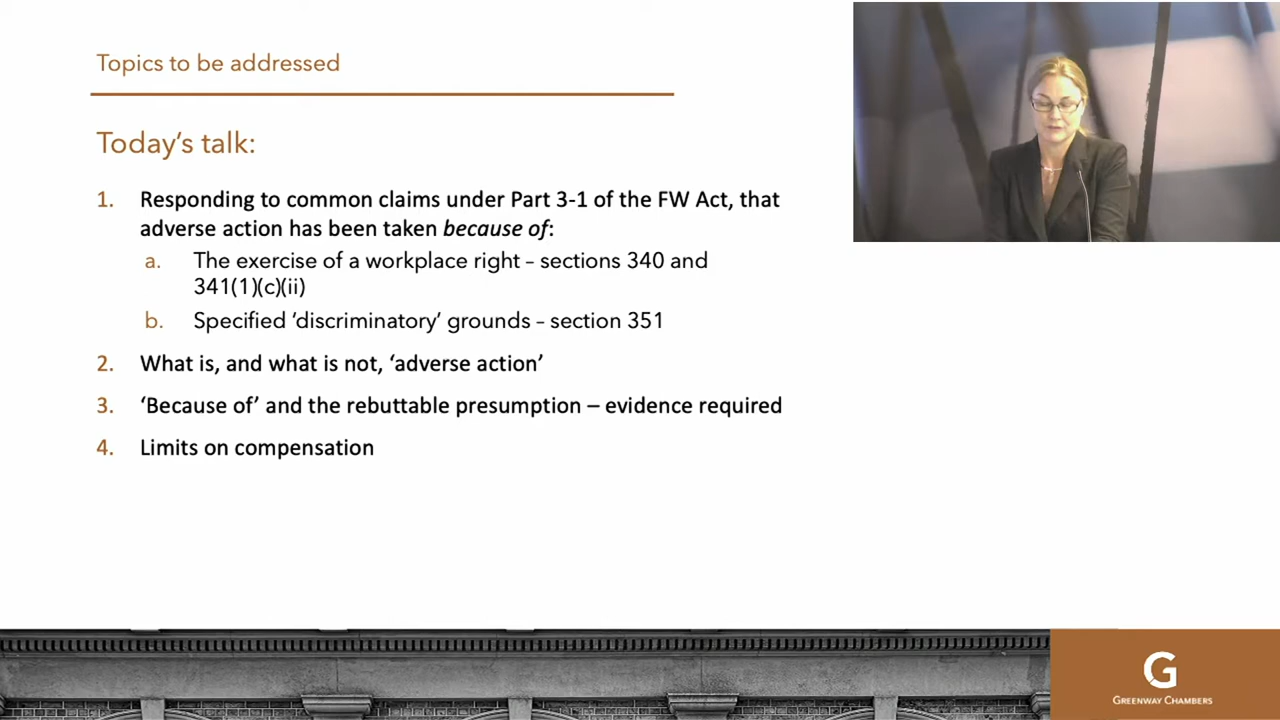 Topics to be addressed
Today's talk:
1. Responding to common claims under Part 3-1 of the FW Act, that
adverse action has been taken because of:
a. The exercise of a workplace right – sections 340 and
341(1)(c)(ii)
b. Specified 'discriminatory' grounds – section 351
2. What is, and what is not, 'adverse action'
3. 'Because of' and the rebuttable presumption – evidence required
4. Limits on compensation
G
GREENWAY CHAMBERS